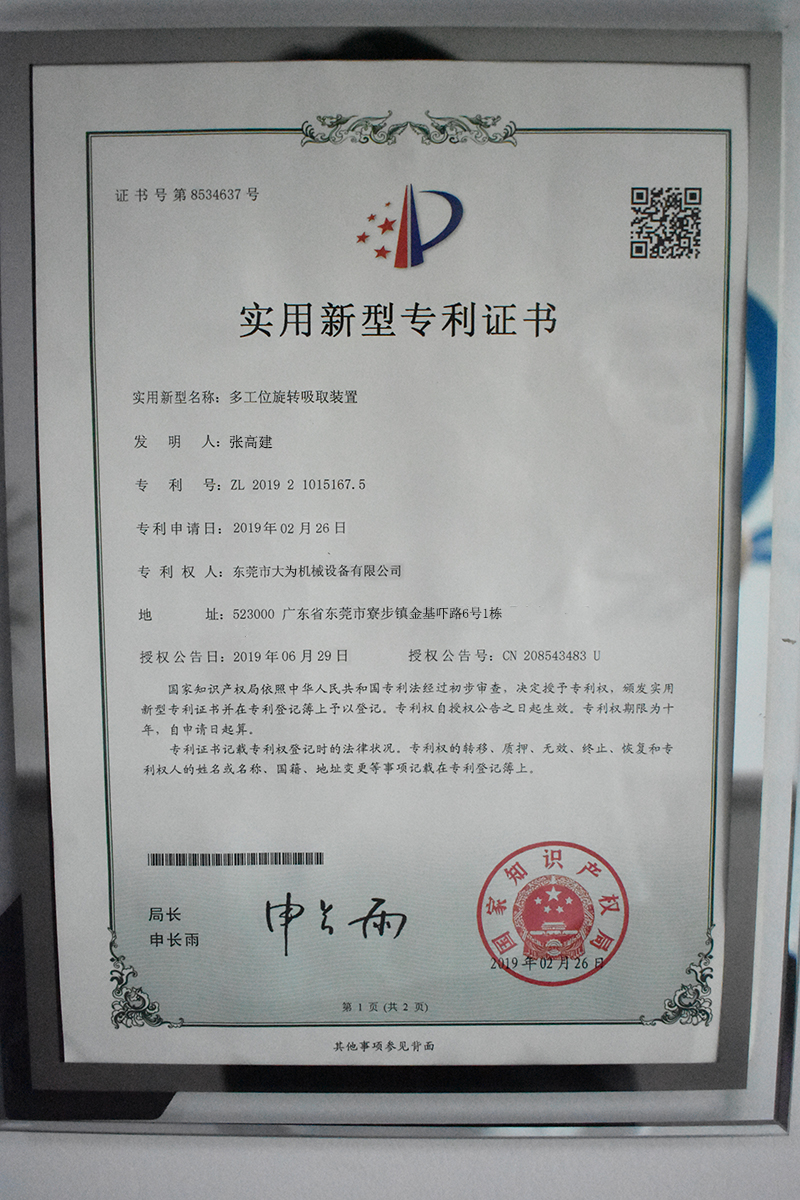 证书号第8534637号
实用新型专利证书
实用新型名称：多工位旋转吸取装置
发明人：张高建
专利号：ZL 2019 2 1015167.5
专利申请日：2019年02月26日
专利权人：东莞市大为机械设备有限公司
地址：523000 广东省东莞市寮步镇金基吓路6号1栋
授权公告日：2019年06月29日 授权公告号：CN 208543483 U
国家知识产权局依照中华人民共和国专利法经过初步审查，决定授予专利权，颁发实用
新型专利证书并在专利登记簿上予以登记。专利权自授权公告之日起生效。专利权期限为十
年，自申请日起算。
专利证书记载专利权登记时的法律状况。专利权的转移、质押、无效、终止、恢复和专
利权人的姓名或名称、国籍、地址变更等事项记载在专利登记簿上。
局长
申长雨
申长雨
国家知识产权局
2019年02月26日
第 1 页 (共 2 页)
其他事项参见背面